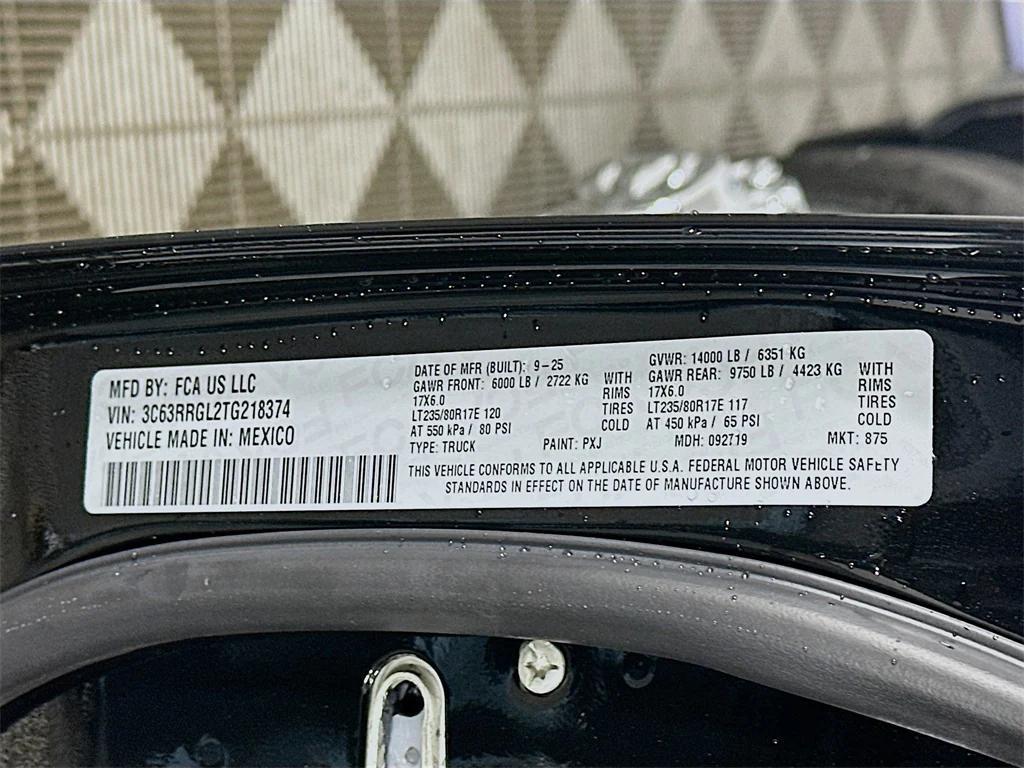 MFD BY: FCA US LLC
VIN: 3C63RRGL2TG218374
VEHICLE MADE IN: MEXICO
DATE OF MFR (BUILT): 9-25
GAWR FRONT: 6000 LB / 2722 KG WITH
17X6.0 RIMS
LT235/80R17E 120 TIRES
AT 550 kPa / 80 PSI COLD
GVWR: 14000 LB / 6351 KG
GAWR REAR: 9750 LB / 4423 KG WITH
17X6.0 RIMS
LT235/80R17E 117 TIRES
AT 450 kPa / 65 PSI COLD
TYPE: TRUCK PAINT: PXJ MDH: 092719 MKT: 875
THIS VEHICLE CONFORMS TO ALL APPLICABLE U.S.A. FEDERAL MOTOR VEHICLE SAFETY
STANDARDS IN EFFECT ON THE DATE OF MANUFACTURE SHOWN ABOVE.